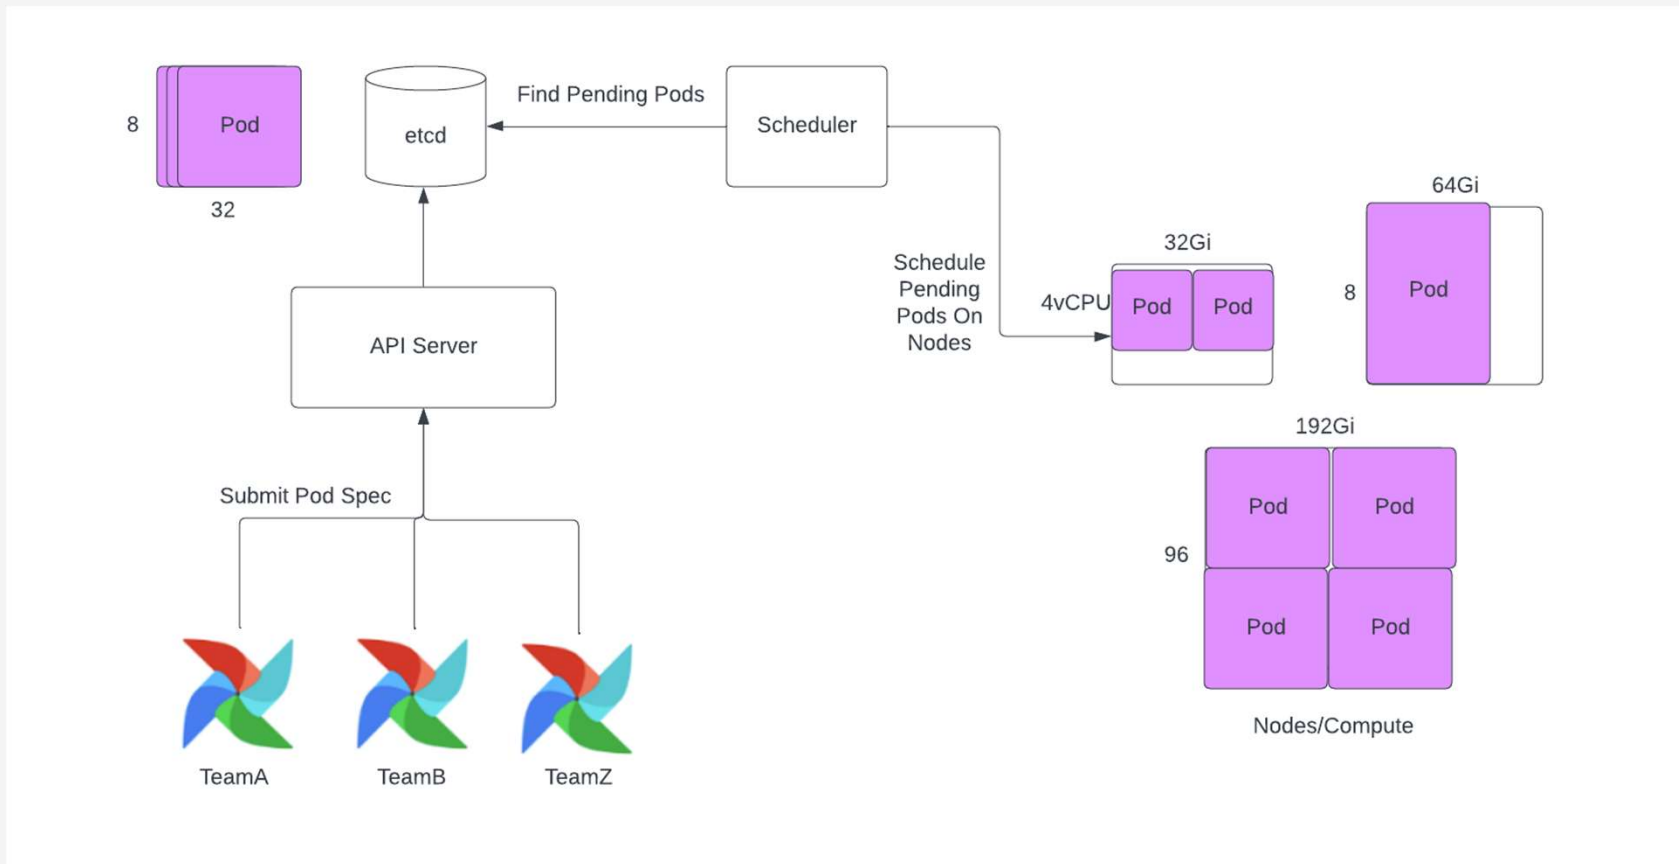 8
Pod
32
etcd
Find Pending Pods
Scheduler
API Server
Submit Pod Spec
TeamA
TeamB
TeamZ
Schedule
Pending
Pods On
Nodes
32Gi
4vCPU
Pod
Pod
64Gi
8
Pod
192Gi
96
Pod
Pod
Pod
Pod
Nodes/Compute